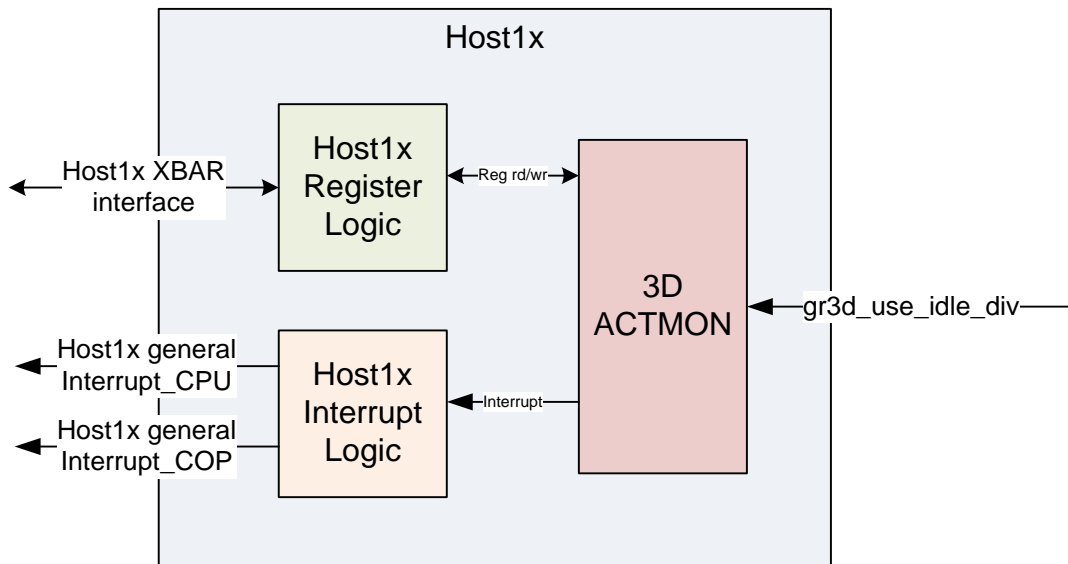 Host1x
Host1x XBAR
interface
Host1x
Register
Logic
Reg rd/wr
3D
ACTMON
gr3d_use_idle_div
Host1x general
Interrupt_CPU
Host1x general
Interrupt_COP
Host1x
Interrupt
Logic
Interrupt